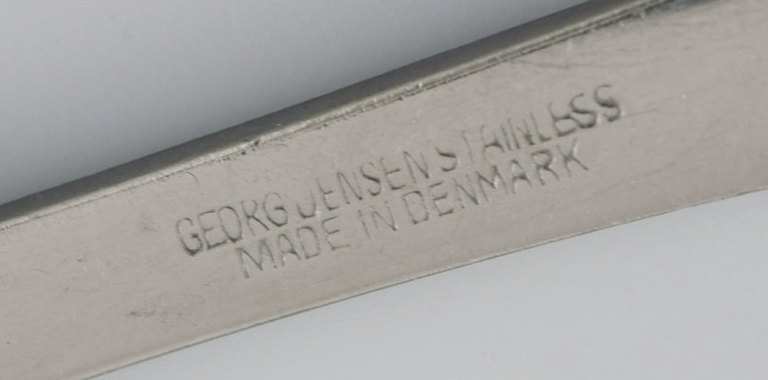 GEORG JENSEN STAINLESS
MADE IN DENMARK